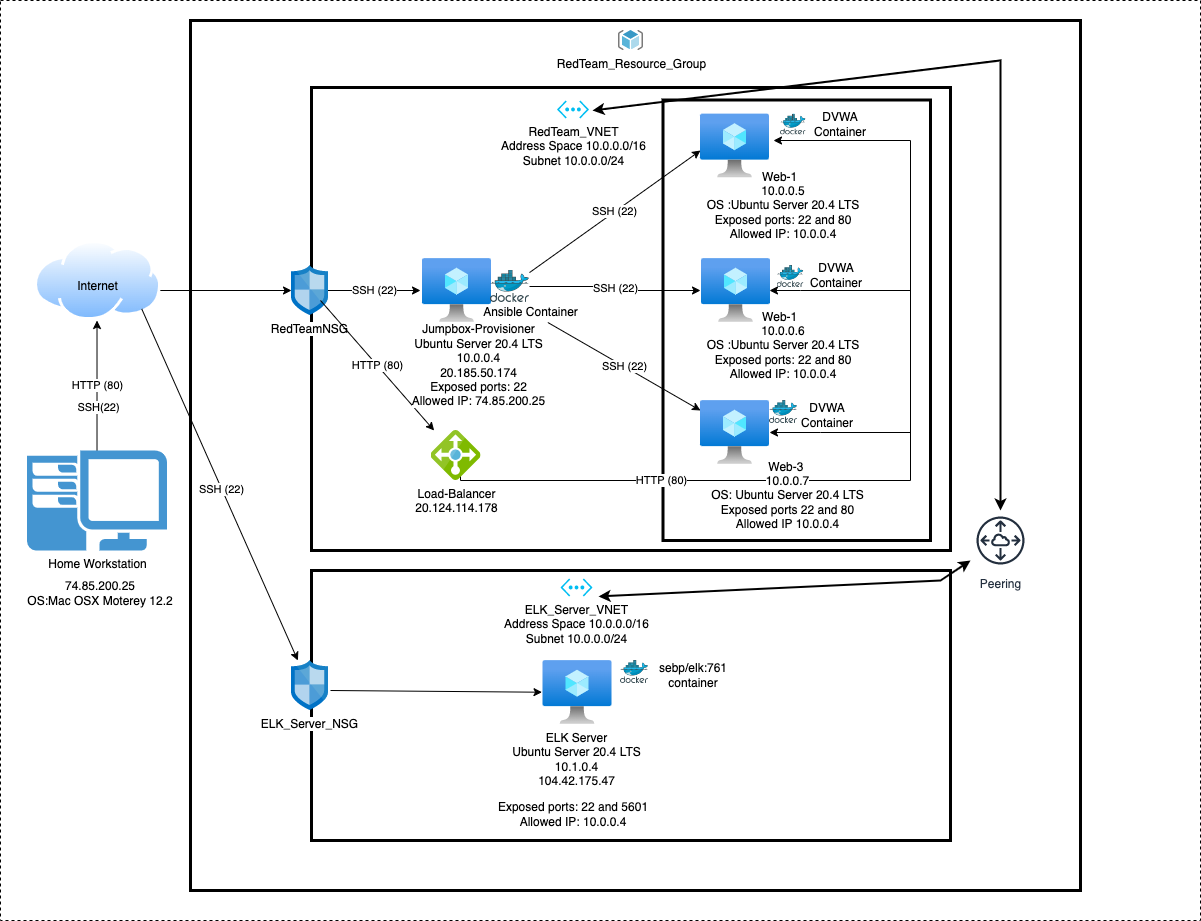 RedTeam_Resource_Group
RedTeam_VNET
Address Space 10.0.0.0/16
Subnet 10.0.0.0/24
docker
DVWA
Container
Web-1
10.0.0.5
OS :Ubuntu Server 20.4 LTS
Exposed ports: 22 and 80
Allowed IP: 10.0.0.4
SSH (22)
docker
DVWA
Container
Web-1
10.0.0.6
OS :Ubuntu Server 20.4 LTS
Exposed ports: 22 and 80
Allowed IP: 10.0.0.4
SSH (22)
docker
DVWA
Container
Web-3
10.0.0.7
OS: Ubuntu Server 20.4 LTS
Exposed ports 22 and 80
Allowed IP 10.0.0.4
SSH (22)
HTTP (80)
Internet
RedTeamNSG
SSH (22)
docker
Ansible Container
Jumpbox-Provisioner
Ubuntu Server 20.4 LTS
10.0.0.4
20.185.50.174
Exposed ports: 22
Allowed IP: 74.85.200.25
HTTP (80)
Load-Balancer
20.124.114.178
HTTP (80)
SSH(22)
Home Workstation
74.85.200.25
OS:Mac OSX Moterey 12.2
SSH (22)
Peering
ELK_Server_VNET
Address Space 10.0.0.0/16
Subnet 10.0.0.0/24
docker
sebp/elk:761
container
ELK_Server_NSG
ELK Server
Ubuntu Server 20.4 LTS
10.1.0.4
104.42.175.47
Exposed ports: 22 and 5601
Allowed IP: 10.0.0.4